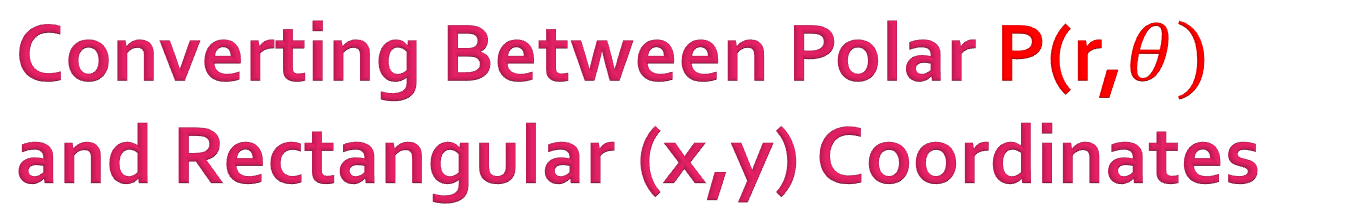 Converting Between Polar P(r,𝜃)
and Rectangular (x,y) Coordinates